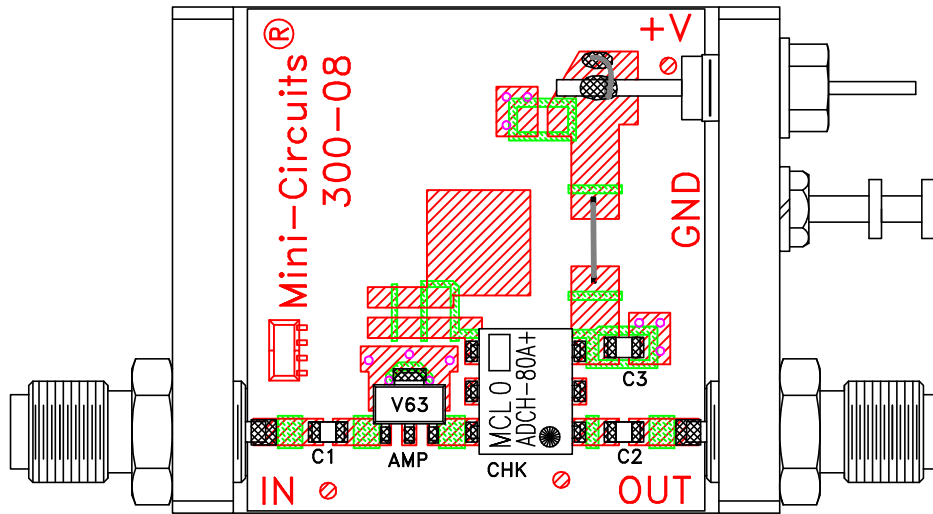 +V
Mini-Circuits®
300-08
GND
MCL O
ADCH-80A+
C3
V63
C1
AMP
CHK
C2
IN
OUT